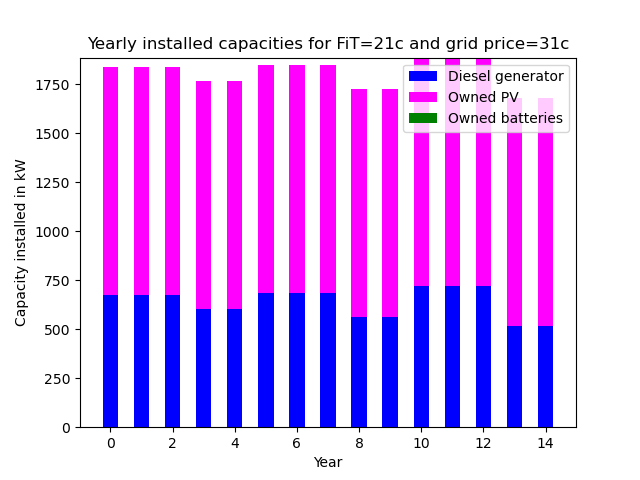 Yearly installed capacities for FiT=21c and grid price=31c
Diesel generator
Owned PV
Owned batteries
Capacity installed in kW
1750
1500
1250
1000
750
500
250
0
0 2 4 6 8 10 12 14
Year